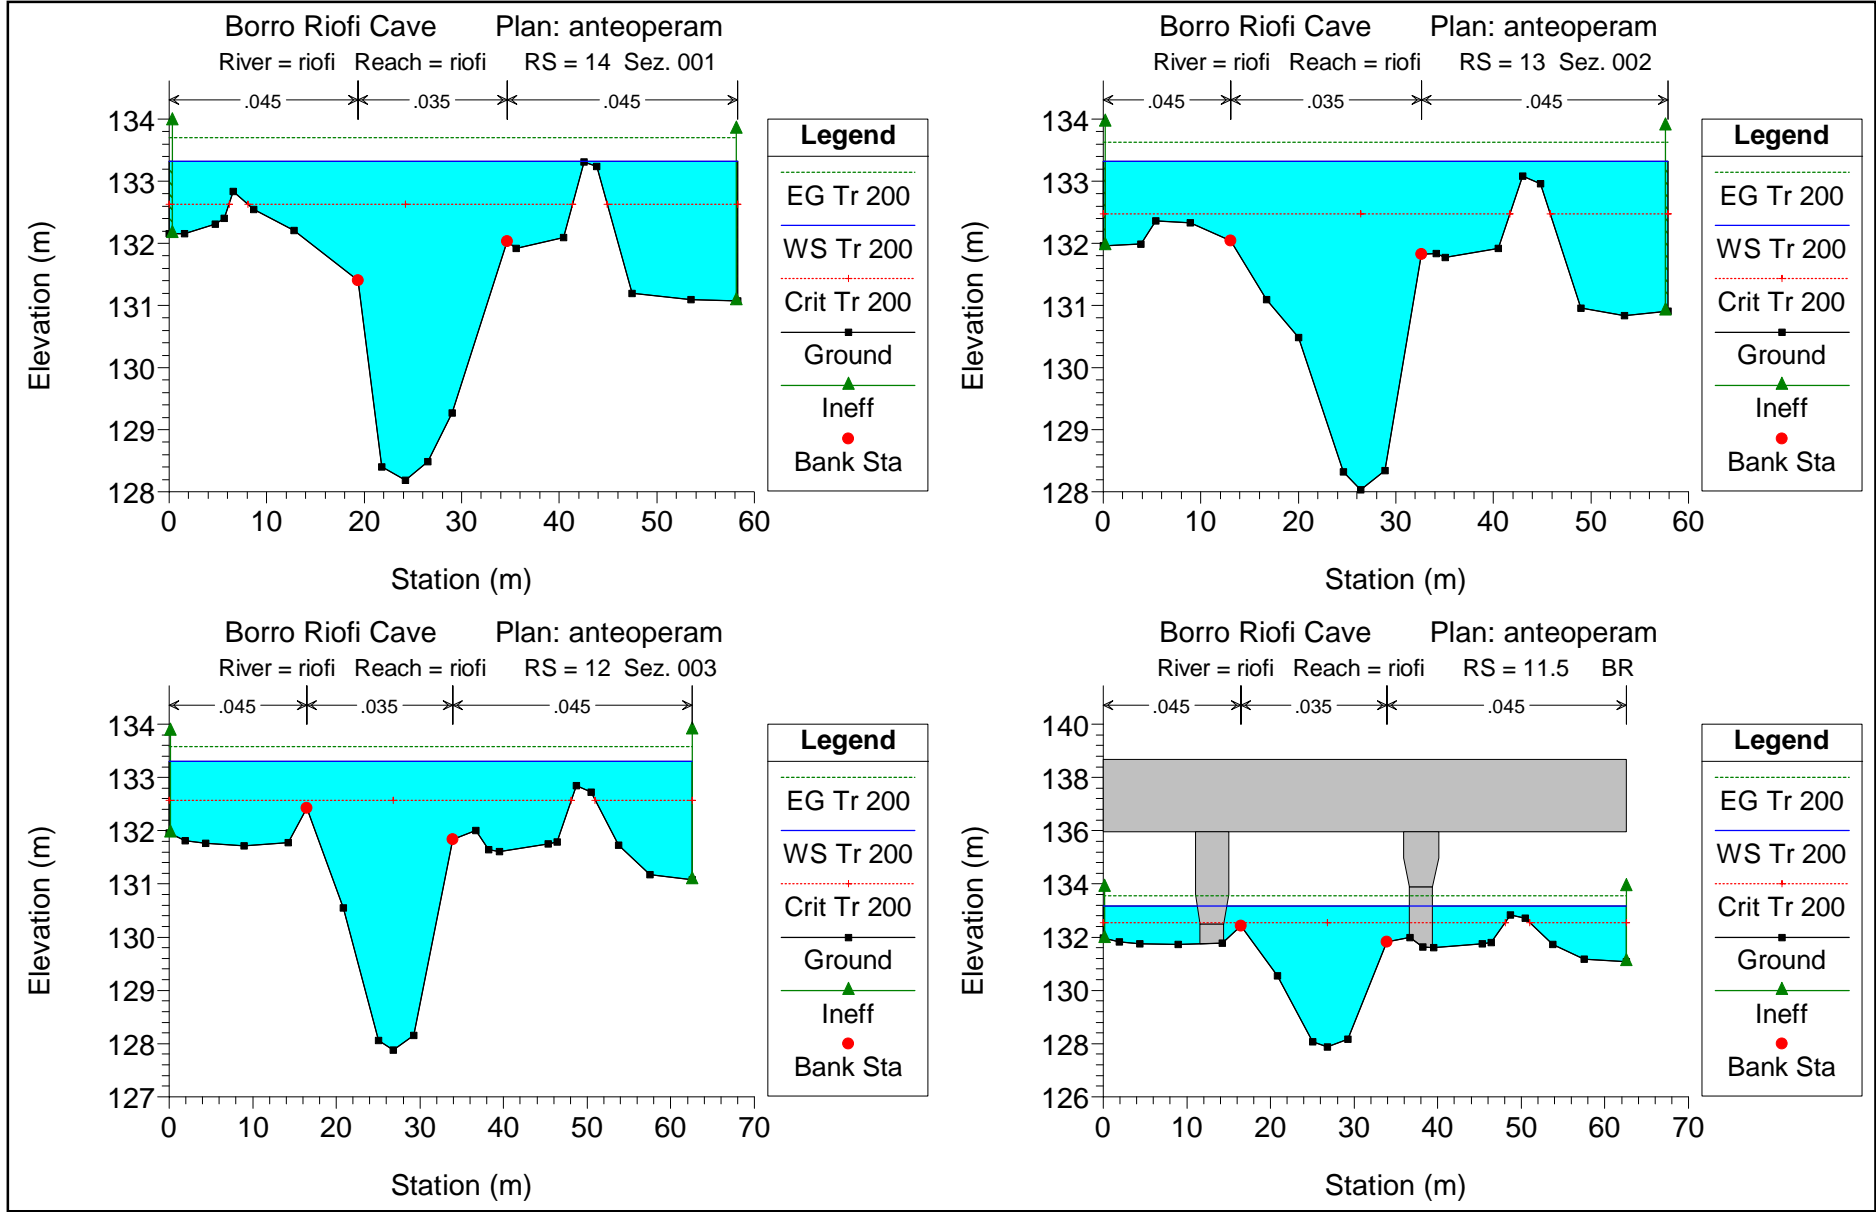 Borro Riofi Cave Plan: anteoperam
River = riofi Reach = riofi RS = 14 Sez. 001
.045 .035 .045
134
133
132
131
130
129
128
0 10 20 30 40 50 60
Elevation (m)
Station (m)
Legend
EG Tr 200
WS Tr 200
Crit Tr 200
Ground
Ineff
Bank Sta
Borro Riofi Cave Plan: anteoperam
River = riofi Reach = riofi RS = 13 Sez. 002
.045 .035 .045
134
133
132
131
130
129
128
0 10 20 30 40 50 60
Elevation (m)
Station (m)
Legend
EG Tr 200
WS Tr 200
Crit Tr 200
Ground
Ineff
Bank Sta
Borro Riofi Cave Plan: anteoperam
River = riofi Reach = riofi RS = 12 Sez. 003
.045 .035 .045
134
133
132
131
130
129
128
127
0 10 20 30 40 50 60 70
Elevation (m)
Station (m)
Legend
EG Tr 200
WS Tr 200
Crit Tr 200
Ground
Ineff
Bank Sta
Borro Riofi Cave Plan: anteoperam
River = riofi Reach = riofi RS = 11.5 BR
.045 .035 .045
140
138
136
134
132
130
128
126
0 10 20 30 40 50 60 70
Elevation (m)
Station (m)
Legend
EG Tr 200
WS Tr 200
Crit Tr 200
Ground
Ineff
Bank Sta